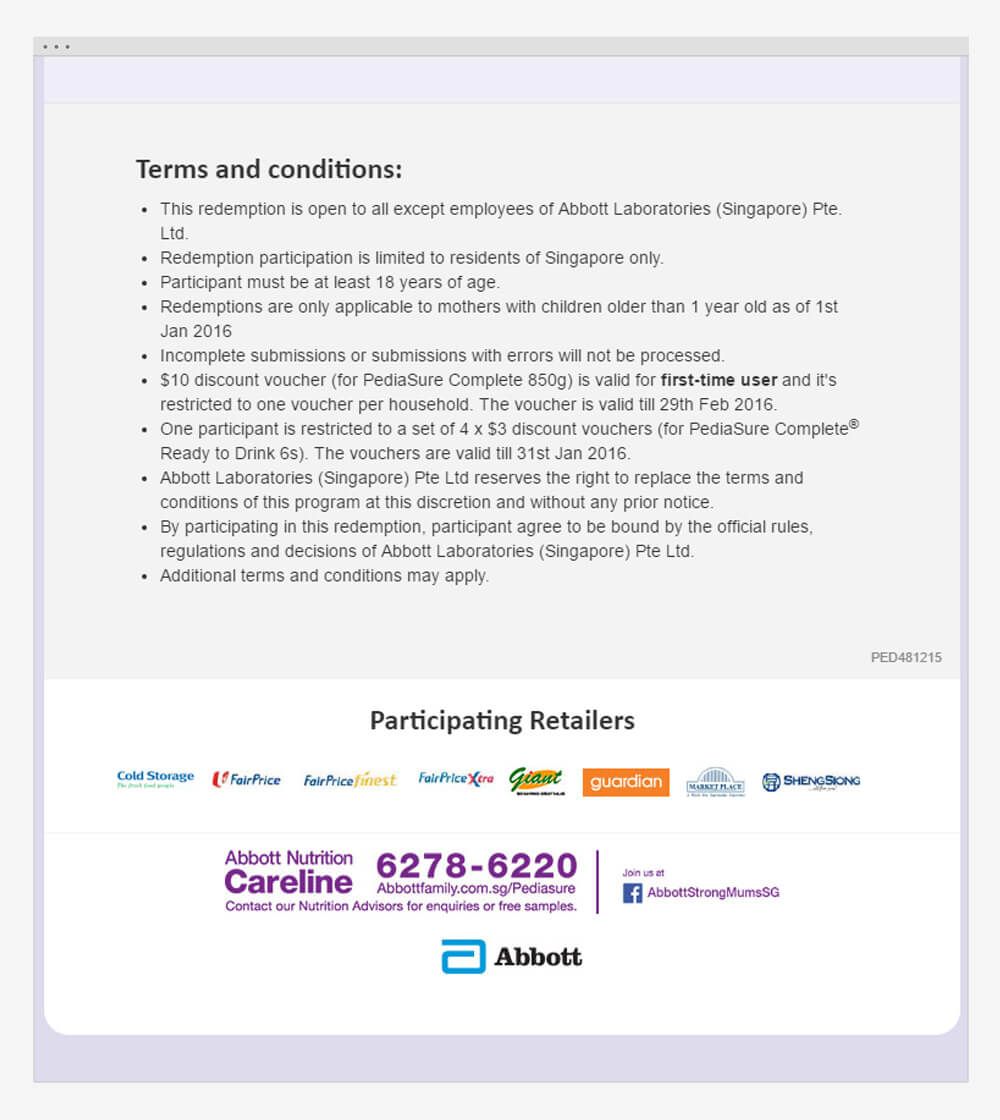 Terms and conditions:
• This redemption is open to all except employees of Abbott Laboratories (Singapore) Pte.
Ltd.
• Redemption participation is limited to residents of Singapore only.
• Participant must be at least 18 years of age.
• Redemptions are only applicable to mothers with children older than 1 year old as of 1st
Jan 2016
• Incomplete submissions or submissions with errors will not be processed.
• $10 discount voucher (for PediaSure Complete 850g) is valid for first-time user and it's
restricted to one voucher per household. The voucher is valid till 29th Feb 2016.
• One participant is restricted to a set of 4 x $3 discount vouchers (for PediaSure Complete®
Ready to Drink 6s). The vouchers are valid till 31st Jan 2016.
• Abbott Laboratories (Singapore) Pte Ltd reserves the right to replace the terms and
conditions of this program at this discretion and without any prior notice.
• By participating in this redemption, participant agree to be bound by the official rules,
regulations and decisions of Abbott Laboratories (Singapore) Pte Ltd.
• Additional terms and conditions may apply.
PED481215
Participating Retailers
Cold Storage FairPrice FairPrice finest FairPrice Xtra Giant guardian MARKET PLACE SHENG SIONG
The fresh food people
Abbott Nutrition 6278-6220
Careline Abbottfamily.com.sg/Pediasure
Contact our Nutrition Advisors for enquiries or free samples.
Join us at
AbbottStrongMumsSG
Abbott